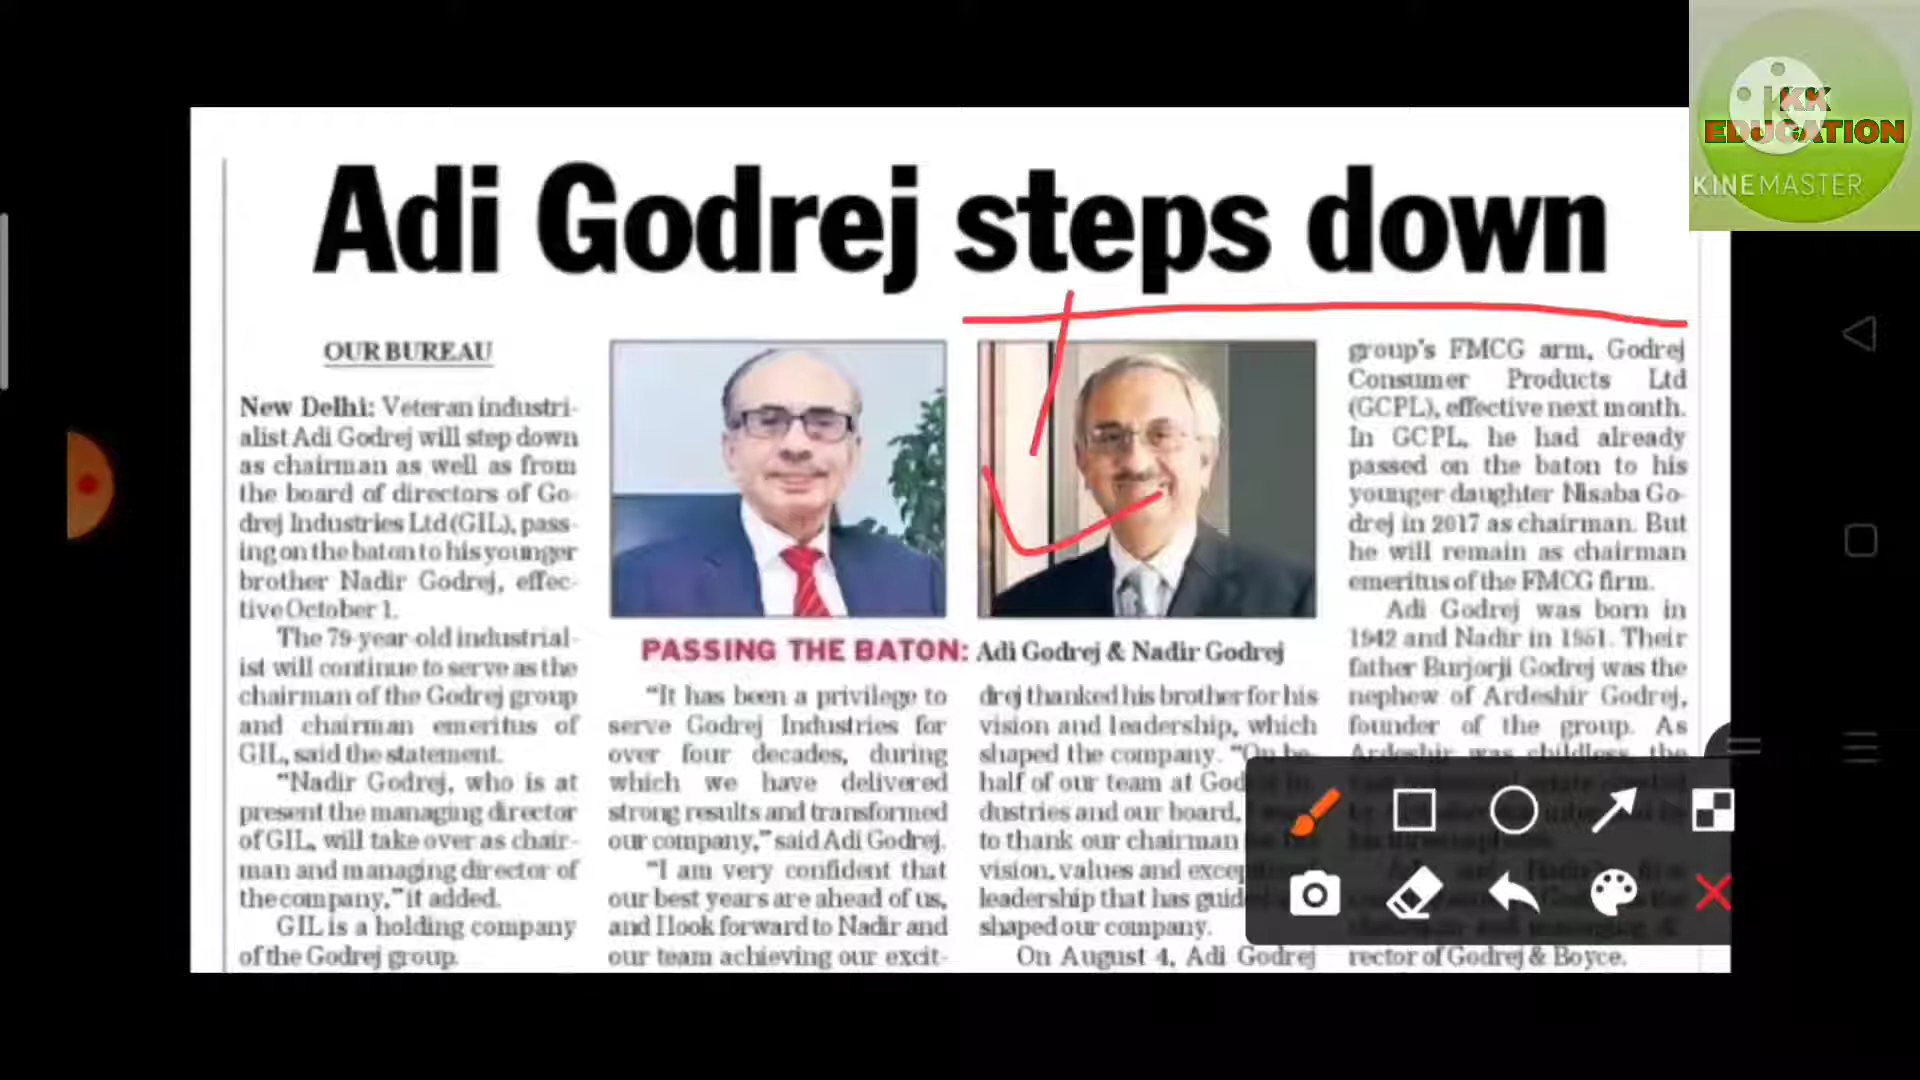 KK
EDUCATION
KINEMASTER
Adi Godrej steps down
OUR BUREAU
New Delhi: Veteran industri-
alist Adi Godrej will step down
as chairman as well as from
the board of directors of Go-
drej Industries Ltd (GIL), pass-
ing on the baton to his younger
brother Nadir Godrej, effec-
tive October 1.
The 79-year-old industrial-
ist will continue to serve as the
chairman of the Godrej group
and chairman emeritus of
GIL, said the statement.
"Nadir Godrej, who is at
present the managing director
of GIL, will take over as chair-
man and managing director of
the company," it added.
GIL is a holding company
of the Godrej group.
PASSING THE BATON: Adi Godrej & Nadir Godrej
"It has been a privilege to
serve Godrej Industries for
over four decades, during
which we have delivered
strong results and transformed
our company," said Adi Godrej.
"I am very confident that
our best years are ahead of us,
and I look forward to Nadir and
our team achieving our excit-
drej thanked his brother for his
vision and leadership, which
shaped the company. "On be-
half of our team at God
dustries and our board,
to thank our chairman
vision, values and excep
leadership that has guid
shaped our company.
On August 4, Adi Godrej
group's FMCG arm, Godrej
Consumer Products Ltd
(GCPL), effective next month.
In GCPL, he had already
passed on the baton to his
younger daughter Nisaba Go-
drej in 2017 as chairman. But
he will remain as chairman
emeritus of the FMCG firm.
Adi Godrej was born in
1942 and Nadir in 1951. Their
father Burjorji Godrej was the
nephew of Ardeshir Godrej,
founder of the group. As
Ardeshir was childless, the
rector of Godrej & Boyce.